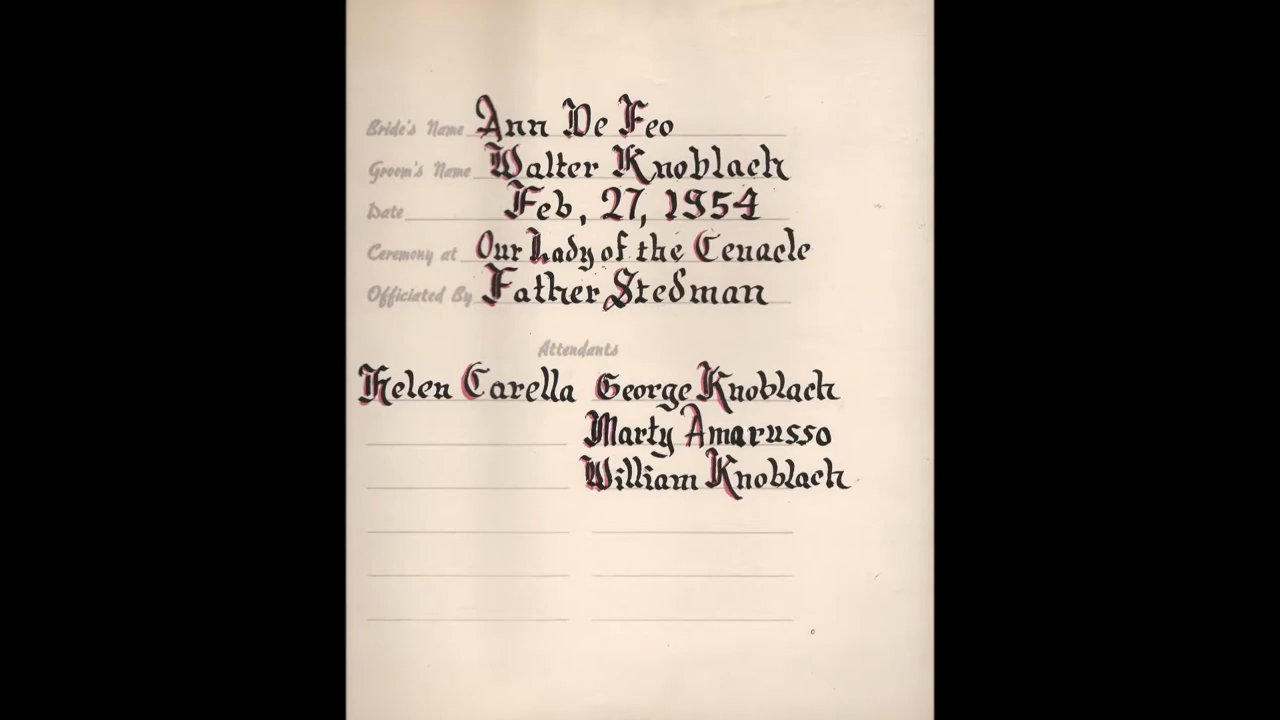 Bride's Name Ann De Feo
Groom's Name Walter Knoblach
Date Feb, 27, 1954
Ceremony at Our Lady of the Cenacle
Officiated By Father Stedman
Attendants
Helen Carella George Knoblach
Marty Amarusso
William Knoblach